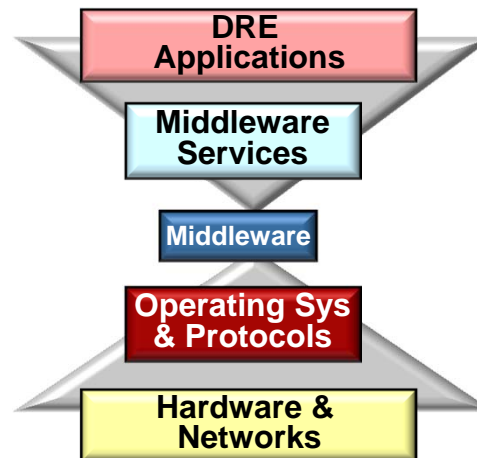 DRE
Applications
Middleware
Services
Middleware
Operating Sys
& Protocols
Hardware &
Networks